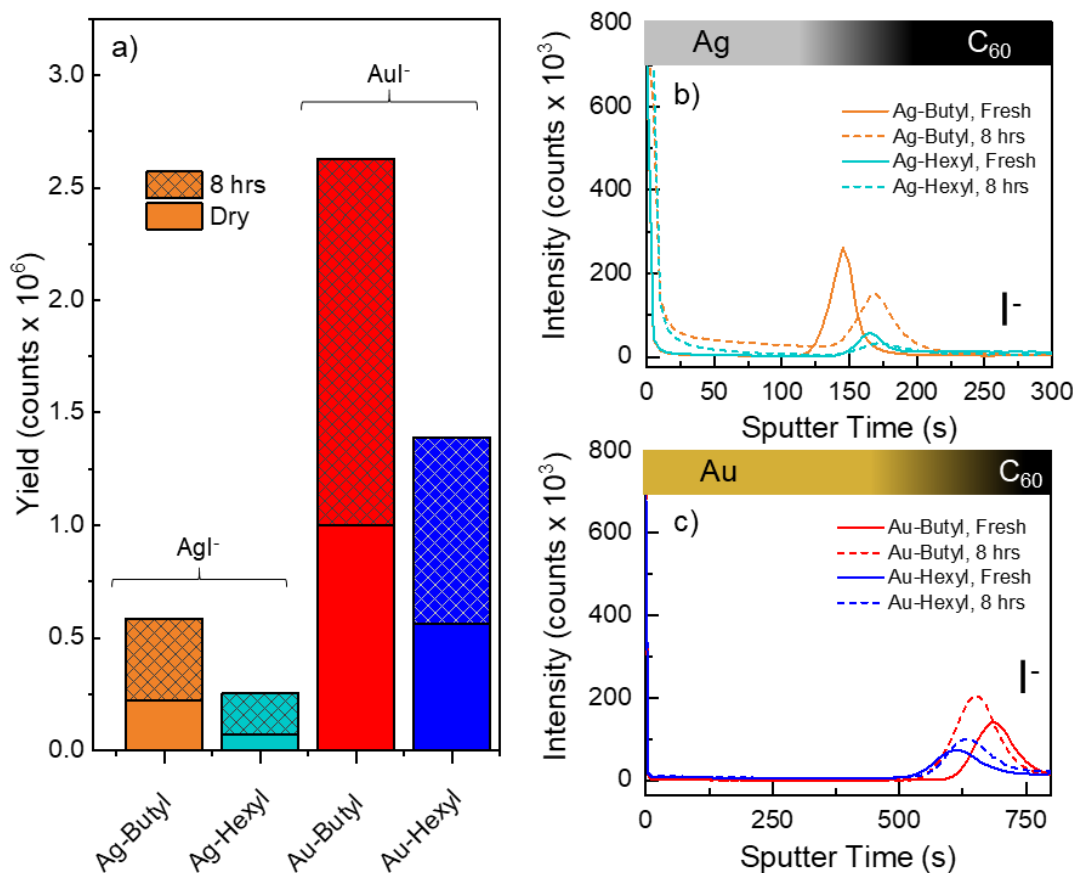 a)
AuI-
3.0
8 hrs
Dry
2.5
2.0
1.5
1.0
0.5
0.0
AgI-
Yield (counts x 10⁶)
Ag-Butyl
Ag-Hexyl
Au-Butyl
Au-Hexyl
Ag
C₆₀
b)
Ag-Butyl, Fresh
Ag-Butyl, 8 hrs
Ag-Hexyl, Fresh
Ag-Hexyl, 8 hrs
I-
800
600
400
200
0
Intensity (counts x 10³)
0 50 100 150 200 250 300
Sputter Time (s)
Au
C₆₀
c)
Au-Butyl, Fresh
Au-Butyl, 8 hrs
Au-Hexyl, Fresh
Au-Hexyl, 8 hrs
I-
800
600
400
200
0
Intensity (counts x 10³)
0 250 500 750
Sputter Time (s)